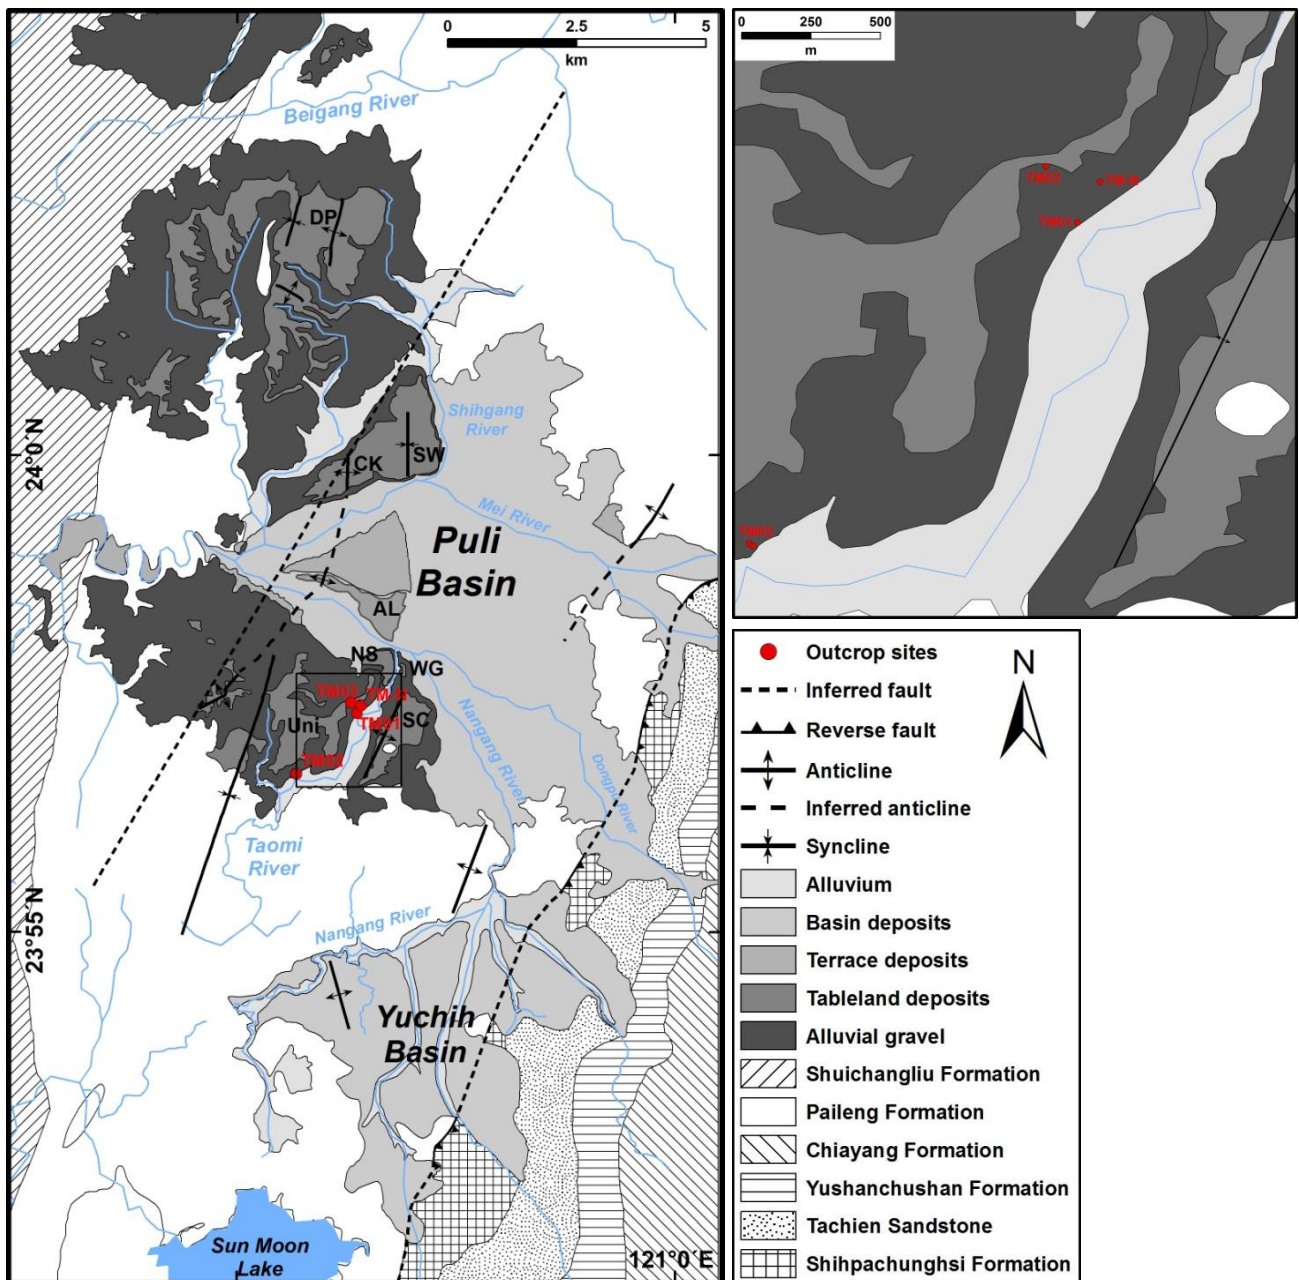 0 2.5 5
km
Beigang River
DP
Shihgang
River
CK
SW
24°0´N
Mei River
Puli
Basin
AL
NS
WG
TM03
TM01
Uni
SC
TM02
Nangang River
Dongpu River
Taomi
River
23°55´N
Nangang River
Yuchih
Basin
Sun Moon
Lake
121°0´E
0 250 500
m
TM03
TM01
TM02
Outcrop sites
N
Inferred fault
Reverse fault
Anticline
Inferred anticline
Syncline
Alluvium
Basin deposits
Terrace deposits
Tableland deposits
Alluvial gravel
Shuichangliu Formation
Paileng Formation
Chiayang Formation
Yushanchushan Formation
Tachien Sandstone
Shihpachunghsi Formation